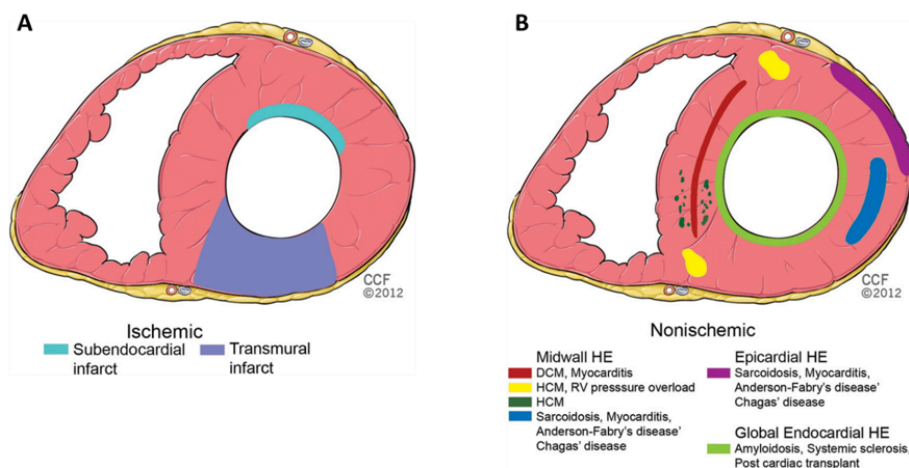 A
CCF
©2012
Ischemic
Subendocardial
infarct
Transmural
infarct
B
CCF
©2012
Nonischemic
Midwall HE
DCM, Myocarditis
HCM, RV presssure overload
HCM
Sarcoidosis, Myocarditis,
Anderson-Fabry's disease'
Chagas' disease
Epicardial HE
Sarcoidosis, Myocarditis,
Anderson-Fabry's disease'
Chagas' disease
Global Endocardial HE
Amyloidosis, Systemic sclerosis,
Post cardiac transplant